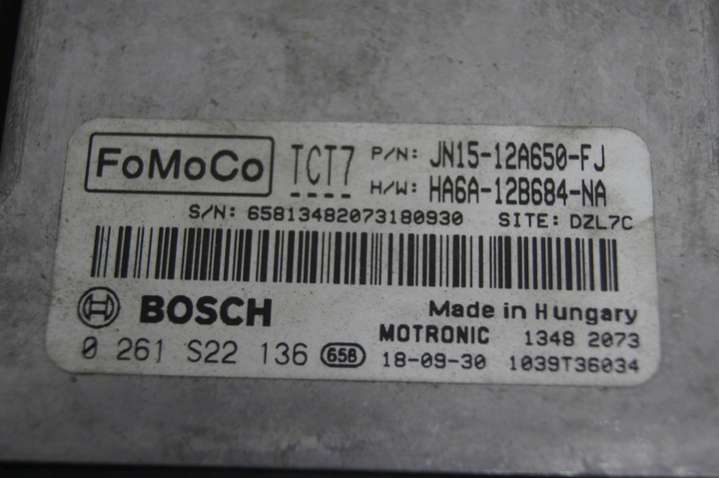 FoMoCo TCT7 P/N: JN15-12A650-FJ
H/W: HA6A-12B684-NA
S/N: 65813482073180930 SITE: DZL7C
BOSCH Made in Hungary
MOTRONIC 1348 2073
0 261 S22 136 658 18-09-30 1039T36034